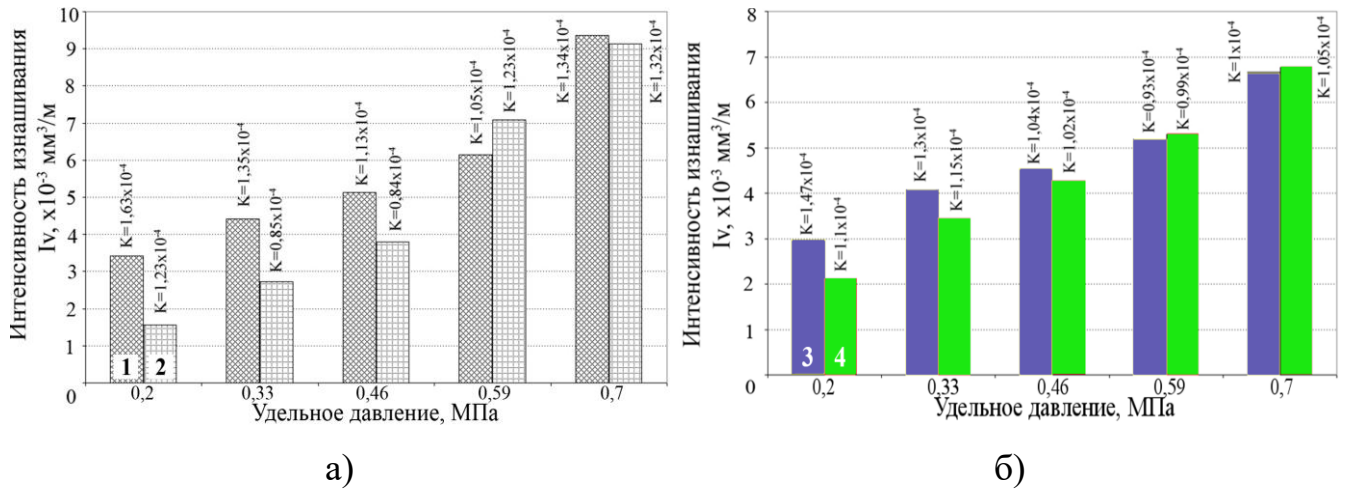 Интенсивность изнашивания
Iv, x10⁻³ мм³/м
10
9
8
7
6
5
4
3
2
1
0
K=1,63x10⁻⁴
K=1,23x10⁻⁴
K=1,35x10⁻⁴
K=0,85x10⁻⁴
K=1,13x10⁻⁴
K=0,84x10⁻⁴
K=1,05x10⁻⁴
K=1,23x10⁻⁴
K=1,34x10⁻⁴
K=1,32x10⁻⁴
1 2
0,2 0,33 0,46 0,59 0,7
Удельное давление, МПа
а)
Интенсивность изнашивания
Iv, x10⁻³ мм³/м
8
7
6
5
4
3
2
1
0
K=1,47x10⁻⁴
K=1,1x10⁻⁴
K=1,3x10⁻⁴
K=1,15x10⁻⁴
K=1,04x10⁻⁴
K=1,02x10⁻⁴
K=0,93x10⁻⁴
K=0,99x10⁻⁴
K=1x10⁻⁴
K=1,05x10⁻⁴
3 4
0,2 0,33 0,46 0,59 0,7
Удельное давление, МПа
б)